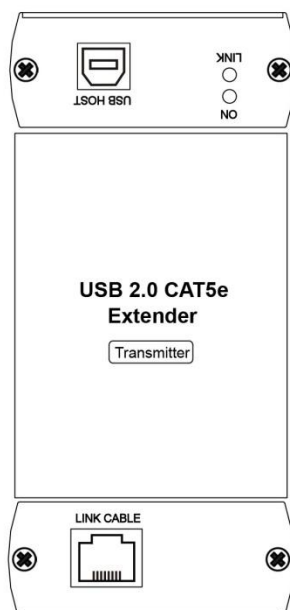 USB HOST
LINK
ON
USB 2.0 CAT5e
Extender
Transmitter
LINK CABLE